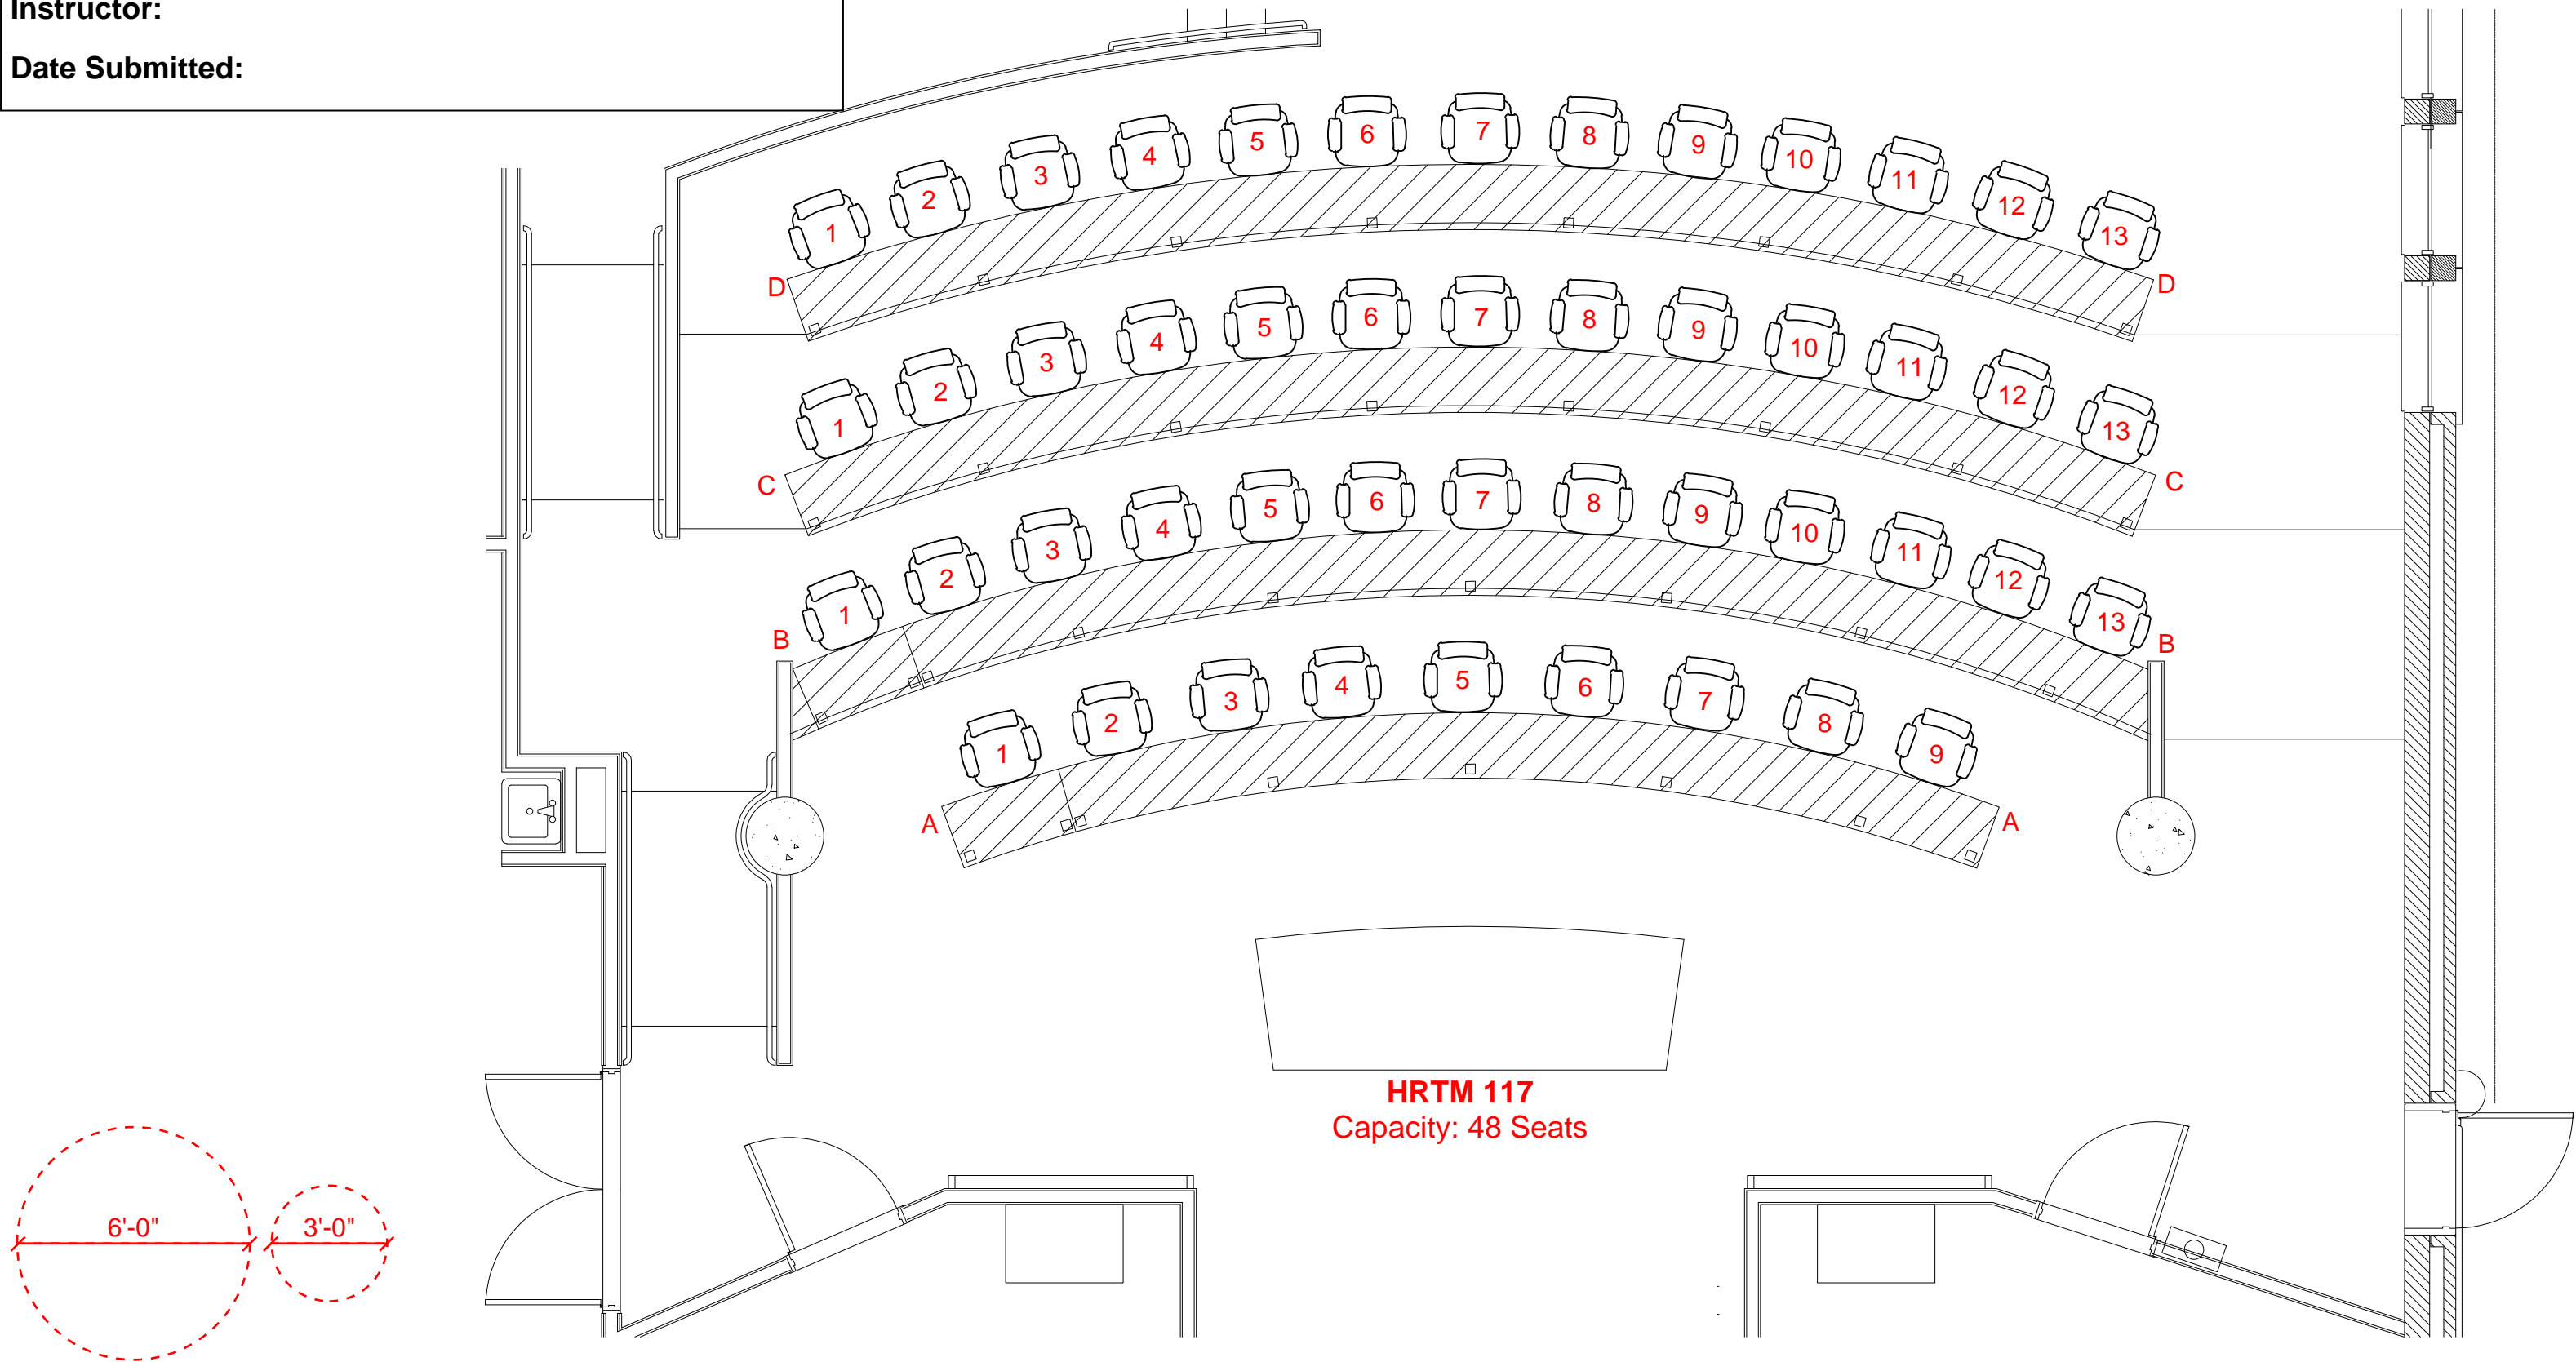 Instructor:
Date Submitted:
1 2 3 4 5 6 7 8 9 10 11 12 13
D D
1 2 3 4 5 6 7 8 9 10 11 12 13
C C
1 2 3 4 5 6 7 8 9 10 11 12 13
B B
1 2 3 4 5 6 7 8 9
A A
HRTM 117
Capacity: 48 Seats
6'-0" 3'-0"